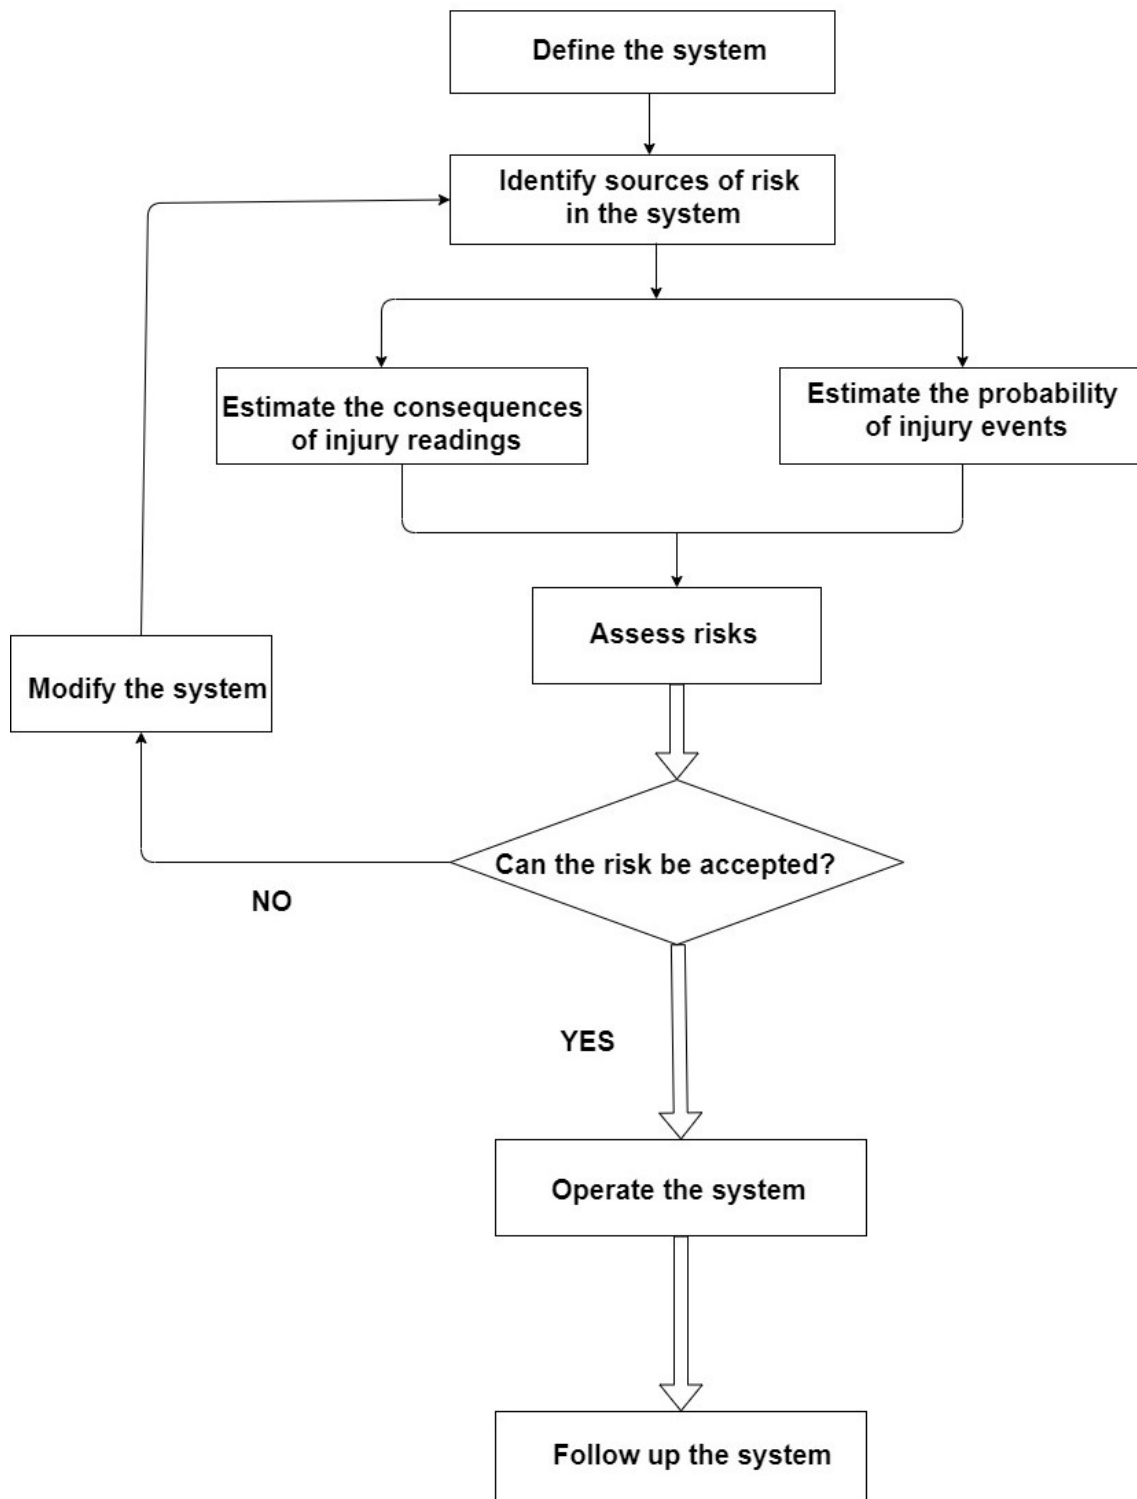 Define the system
Identify sources of risk
in the system
Estimate the consequences
of injury readings
Estimate the probability
of injury events
Assess risks
Modify the system
Can the risk be accepted?
NO
YES
Operate the system
Follow up the system